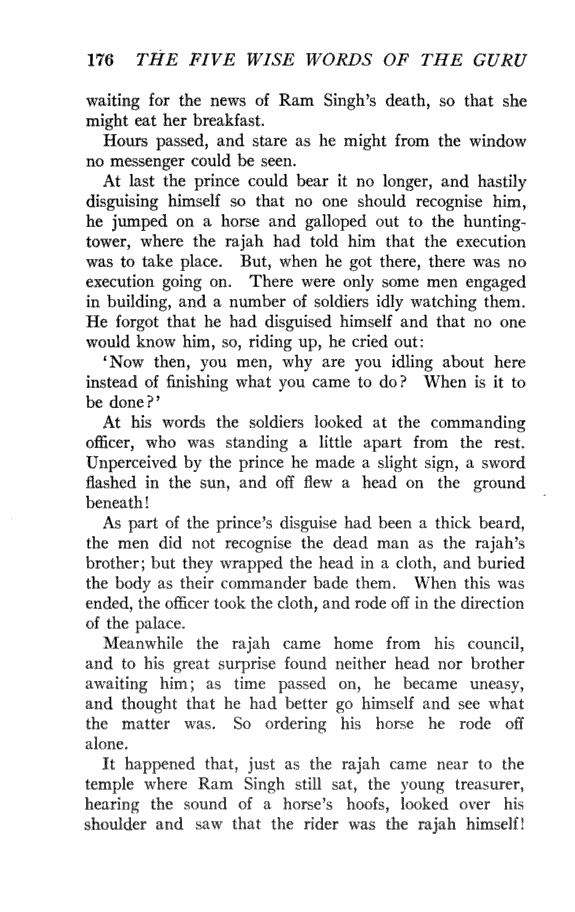 176 THE FIVE WISE WORDS OF THE GURU
waiting for the news of Ram Singh's death, so that she
might eat her breakfast.
Hours passed, and stare as he might from the window
no messenger could be seen.
At last the prince could bear it no longer, and hastily
disguising himself so that no one should recognise him,
he jumped on a horse and galloped out to the hunting-
tower, where the rajah had told him that the execution
was to take place. But, when he got there, there was no
execution going on. There were only some men engaged
in building, and a number of soldiers idly watching them.
He forgot that he had disguised himself and that no one
would know him, so, riding up, he cried out:
'Now then, you men, why are you idling about here
instead of finishing what you came to do? When is it to
be done?'
At his words the soldiers looked at the commanding
officer, who was standing a little apart from the rest.
Unperceived by the prince he made a slight sign, a sword
flashed in the sun, and off flew a head on the ground
beneath!
As part of the prince's disguise had been a thick beard,
the men did not recognise the dead man as the rajah's
brother; but they wrapped the head in a cloth, and buried
the body as their commander bade them. When this was
ended, the officer took the cloth, and rode off in the direction
of the palace.
Meanwhile the rajah came home from his council,
and to his great surprise found neither head nor brother
awaiting him; as time passed on, he became uneasy,
and thought that he had better go himself and see what
the matter was. So ordering his horse he rode off
alone.
It happened that, just as the rajah came near to the
temple where Ram Singh still sat, the young treasurer,
hearing the sound of a horse's hoofs, looked over his
shoulder and saw that the rider was the rajah himself!